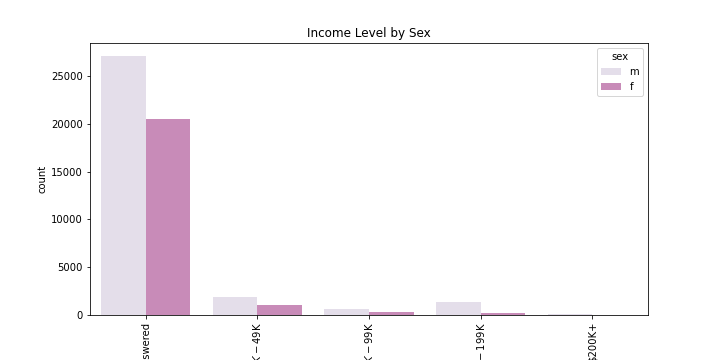 Income Level by Sex
sex
m
f
count
25000
20000
15000
10000
5000
0
swered
K − 49K
K − 99K
− 199K
$200K+